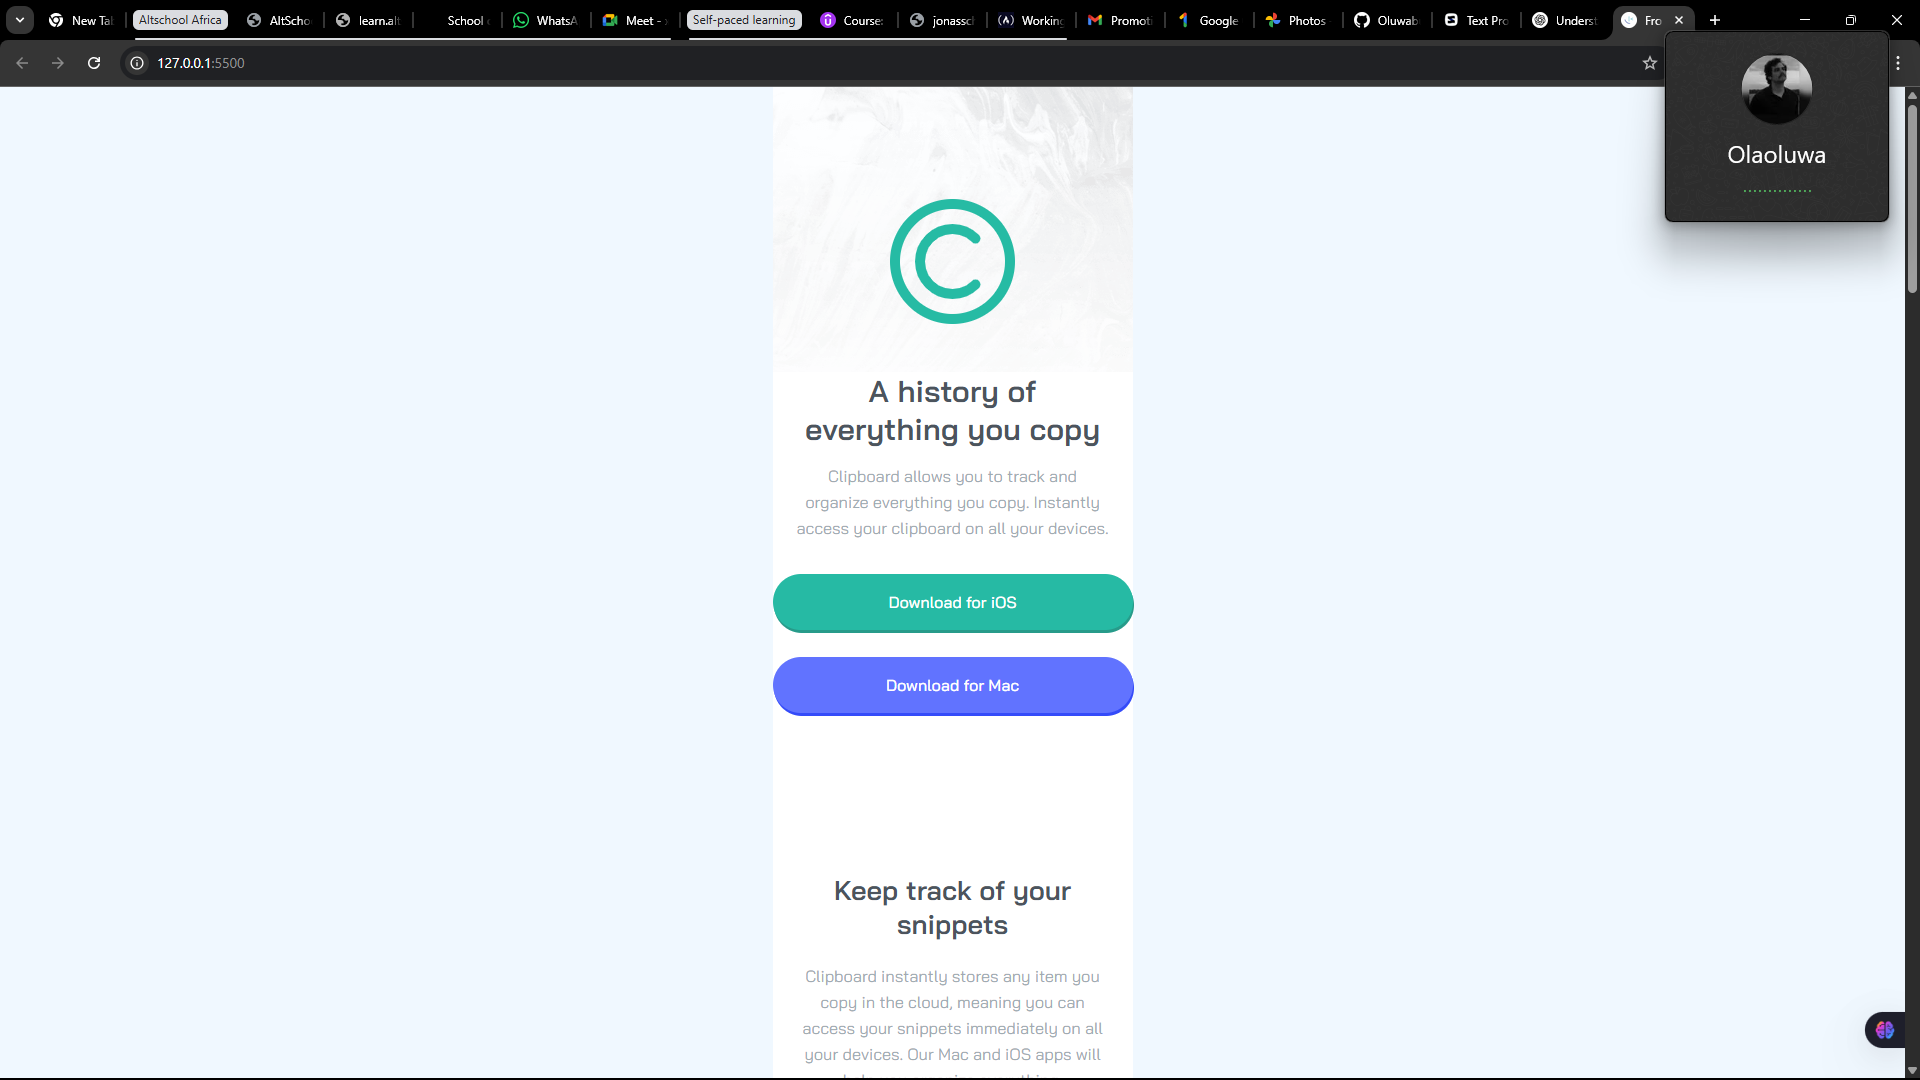 New Tal
Altschool Africa
AltScho
learn.alt
School
WhatsA
Meet -
Self-paced learning
Course:
jonassch
Working
Promoti
Google
Photos
Oluwab
Text Pro
Underst
Fro
127.0.0.1:5500
Olaoluwa
A history of
everything you copy
Clipboard allows you to track and
organize everything you copy. Instantly
access your clipboard on all your devices.
Download for iOS
Download for Mac
Keep track of your
snippets
Clipboard instantly stores any item you
copy in the cloud, meaning you can
access your snippets immediately on all
your devices. Our Mac and iOS apps will